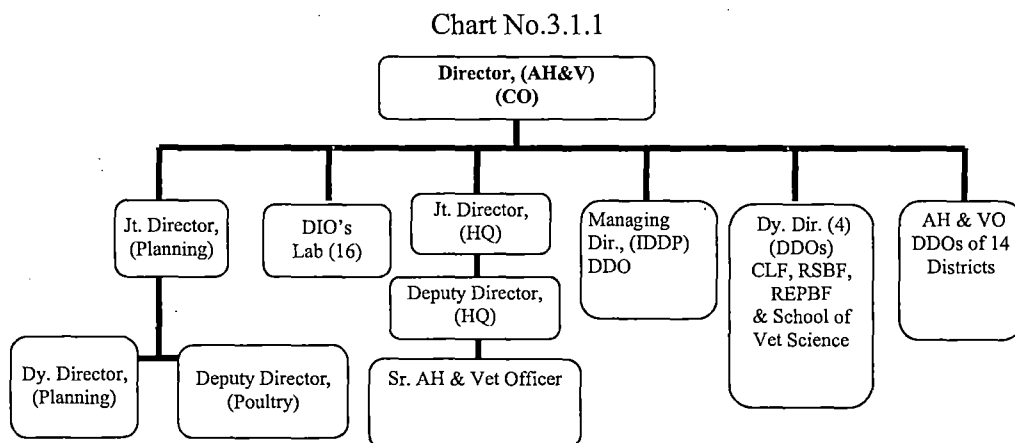 Chart No.3.1.1
Director, (AH&V)
(CO)
Jt. Director,
(Planning)
DIO's
Lab (16)
Jt. Director,
(HQ)
Managing
Dir., (IDDP)
DDO
Dy. Dir. (4)
(DDOs)
CLF, RSBF,
REPBF
& School of
Vet Science
AH & VO
DDOs of 14
Districts
Deputy Director,
(HQ)
Dy. Director,
(Planning)
Deputy Director,
(Poultry)
Sr. AH & Vet Officer